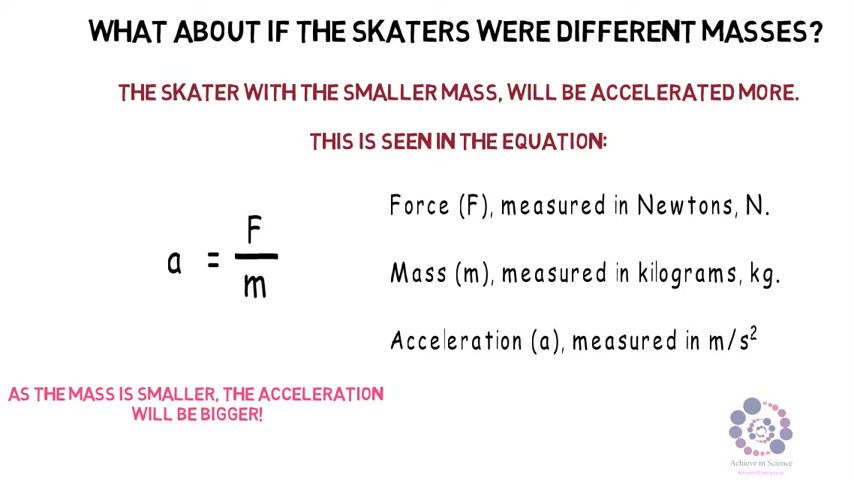 WHAT ABOUT IF THE SKATERS WERE DIFFERENT MASSES?
THE SKATER WITH THE SMALLER MASS, WILL BE ACCELERATED MORE.
THIS IS SEEN IN THE EQUATION:
a = F
m
Force (F), measured in Newtons, N.
Mass (m), measured in kilograms, kg.
Acceleration (a), measured in m/s²
AS THE MASS IS SMALLER, THE ACCELERATION
WILL BE BIGGER!
Achieve in Science